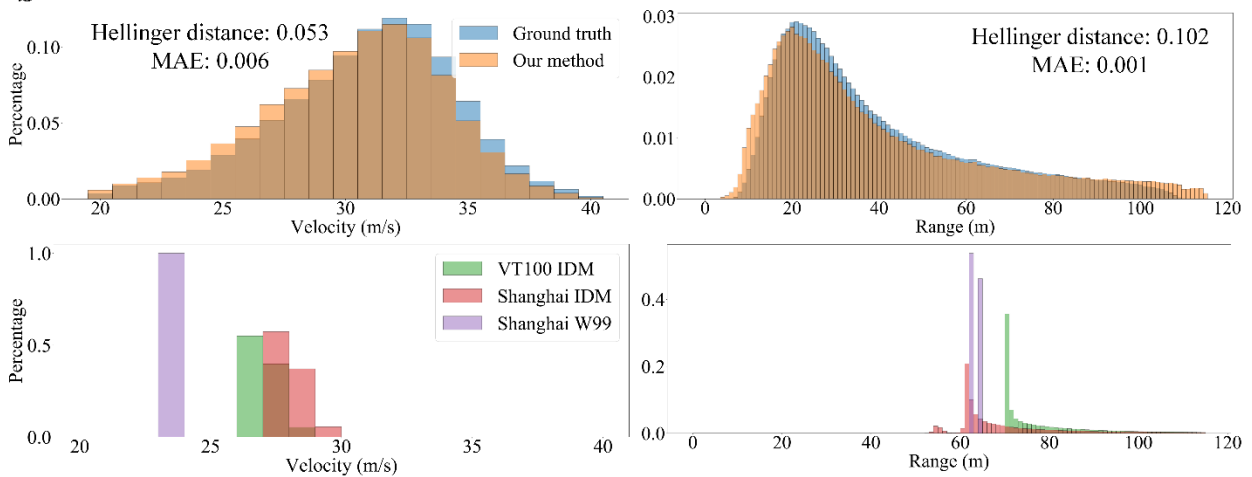 Hellinger distance: 0.053
MAE: 0.006
Ground truth
Our method
Percentage
0.10
0.05
0.00
20 25 30 35 40
Velocity (m/s)
Hellinger distance: 0.102
MAE: 0.001
0.03
0.02
0.01
0.00
0 20 40 60 80 100 120
Range (m)
VT100 IDM
Shanghai IDM
Shanghai W99
Percentage
1.0
0.5
0.0
20 25 30 35 40
Velocity (m/s)
0.4
0.2
0.0
0 20 40 60 80 100 120
Range (m)